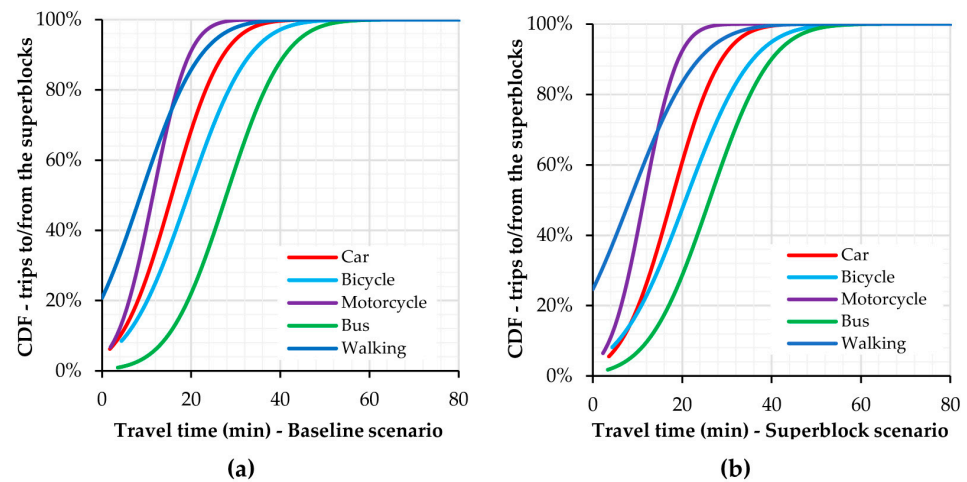 CDF - trips to/from the superblocks
100%
80%
60%
40%
20%
0%
Car
Bicycle
Motorcycle
Bus
Walking
0 20 40 60 80
Travel time (min) - Baseline scenario
(a)
CDF - trips to/from the superblocks
100%
80%
60%
40%
20%
0%
Car
Bicycle
Motorcycle
Bus
Walking
0 20 40 60 80
Travel time (min) - Superblock scenario
(b)